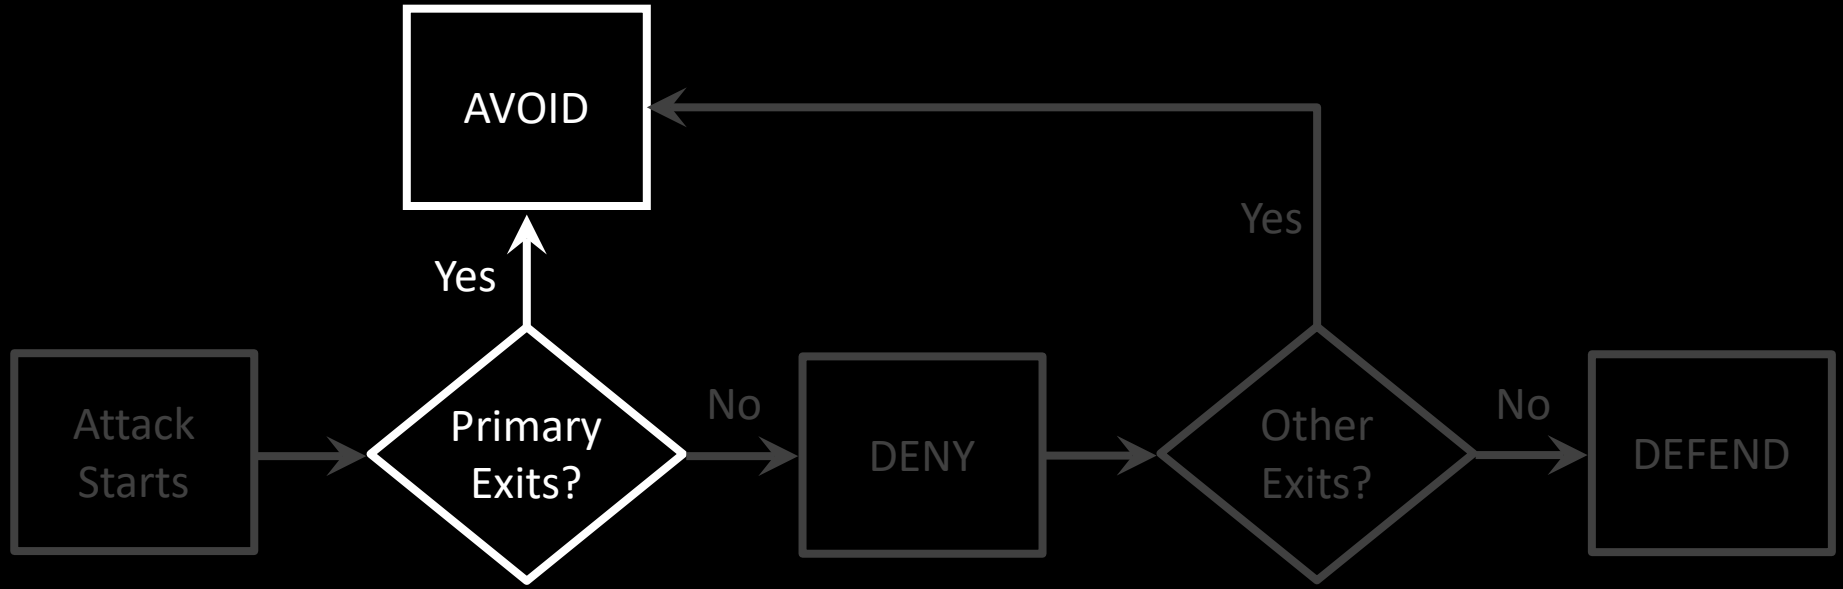 AVOID
Yes
Yes
Attack
Starts
Primary
Exits?
No
DENY
Other
Exits?
No
DEFEND